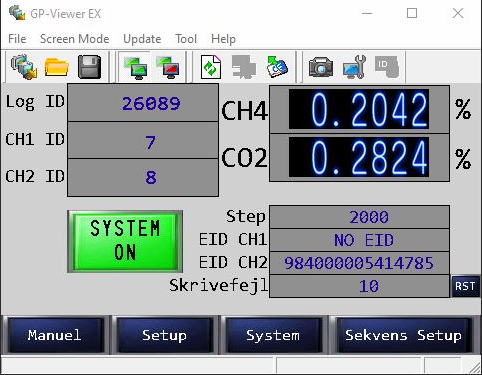 GP-Viewer EX
File Screen Mode Update Tool Help
Log ID 26089 CH4 0.2042 %
CH1 ID 7
CO2 0.2824 %
CH2 ID 8
SYSTEM
ON
Step 2000
EID CH1 NO EID
EID CH2 984000005414785
Skrivefejl 10 RST
Manuel Setup System Sekvens Setup